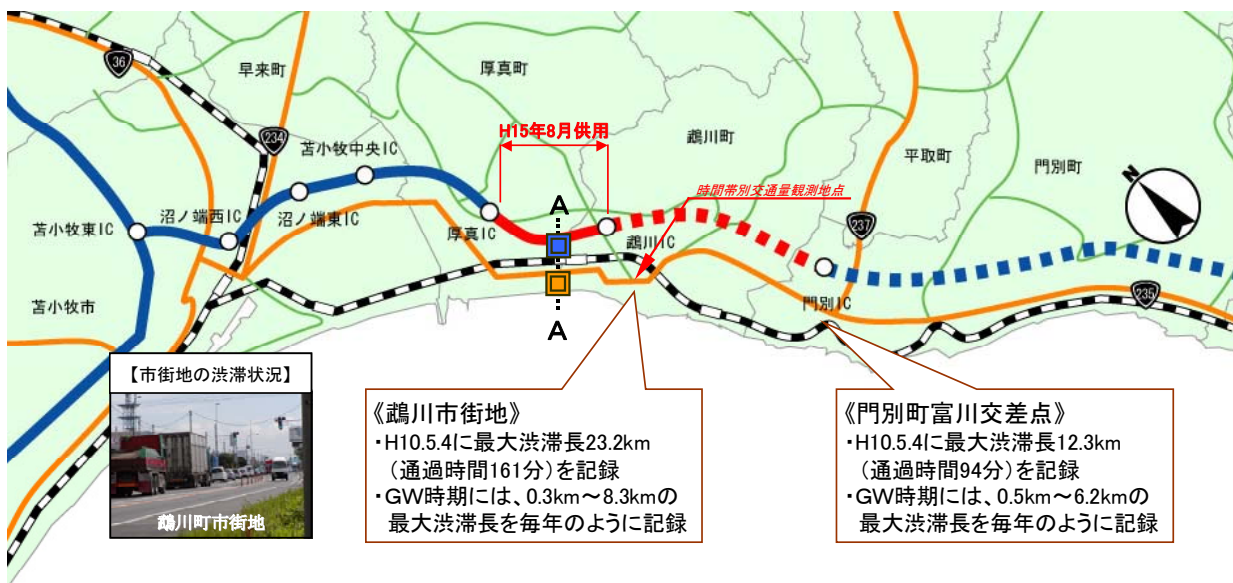 36
早来町
厚真町
234
苫小牧中央IC
H15年8月供用
鵡川町
平取町
門別町
N
時間帯別交通量観測地点
苫小牧東IC
沼ノ端西IC
沼ノ端東IC
厚真IC
A
鵡川IC
237
苫小牧市
A
門別IC
235
【市街地の渋滞状況】
鵡川町市街地
《鵡川市街地》
・H10.5.4に最大渋滞長23.2km
（通過時間161分）を記録
・GW時期には、0.3km～8.3kmの
最大渋滞長を毎年のように記録
《門別町富川交差点》
・H10.5.4に最大渋滞長12.3km
（通過時間94分）を記録
・GW時期には、0.5km～6.2kmの
最大渋滞長を毎年のように記録